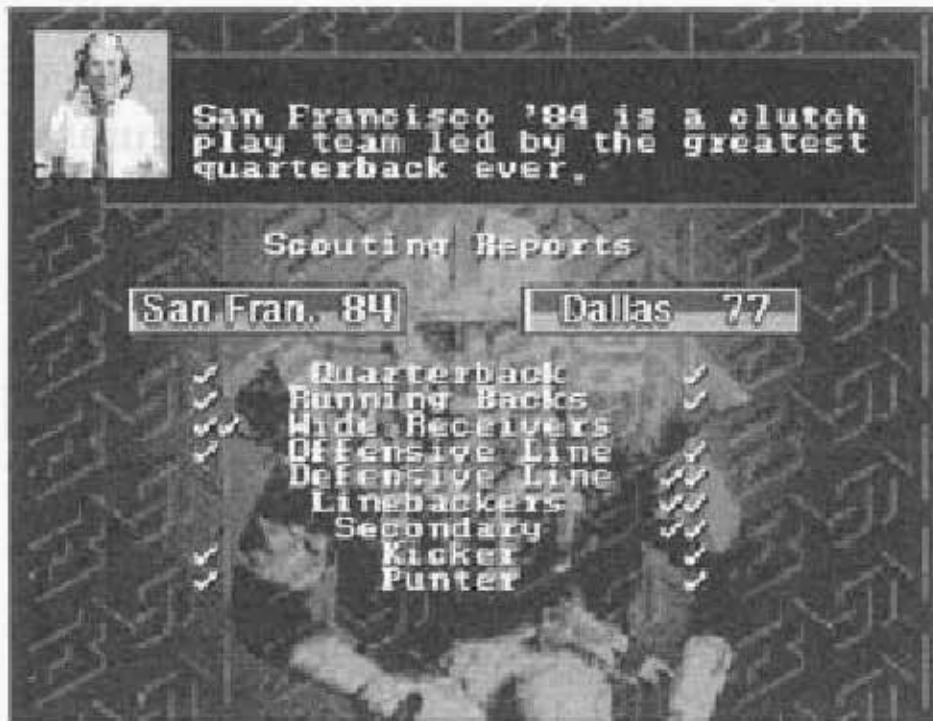 San Francisco '84 is a clutch
play team led by the greatest
quarterback ever.
Scouting Reports
San Fran. 84 Dallas 77
Quarterback
Running Backs
Wide Receivers
Offensive Line
Defensive Line
Linebackers
Secondary
Kicker
Punter